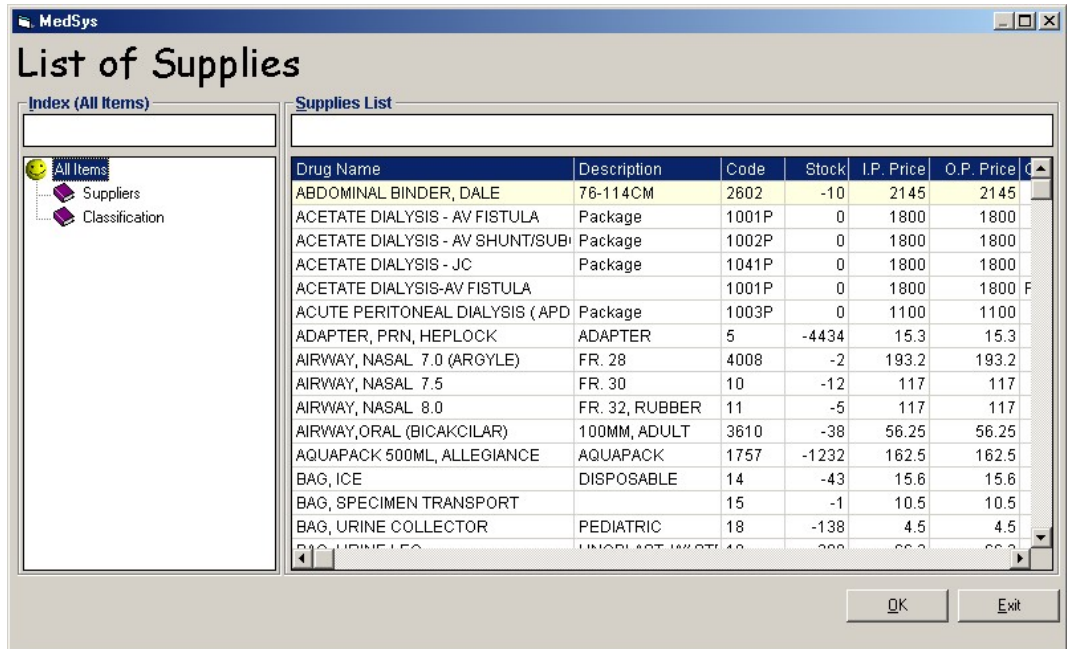 MedSys
List of Supplies
Index (All Items)
Supplies List
All Items
Suppliers
Classification
Drug Name Description Code Stock I.P. Price O.P. Price
ABDOMINAL BINDER, DALE 76-114CM 2602 -10 2145 2145
ACETATE DIALYSIS - AV FISTULA Package 1001P 0 1800 1800
ACETATE DIALYSIS - AV SHUNT/SUB Package 1002P 0 1800 1800
ACETATE DIALYSIS - JC Package 1041P 0 1800 1800
ACETATE DIALYSIS-AV FISTULA 1001P 0 1800 1800
ACUTE PERITONEAL DIALYSIS ( APD Package 1003P 0 1100 1100
ADAPTER, PRN, HEPLOCK ADAPTER 5 -4434 15.3 15.3
AIRWAY, NASAL 7.0 (ARGYLE) FR. 28 4008 -2 193.2 193.2
AIRWAY, NASAL 7.5 FR. 30 10 -12 117 117
AIRWAY, NASAL 8.0 FR. 32, RUBBER 11 -5 117 117
AIRWAY,ORAL (BICAKCILAR) 100MM, ADULT 3610 -38 56.25 56.25
AQUAPACK 500ML, ALLEGIANCE AQUAPACK 1757 -1232 162.5 162.5
BAG, ICE DISPOSABLE 14 -43 15.6 15.6
BAG, SPECIMEN TRANSPORT 15 -1 10.5 10.5
BAG, URINE COLLECTOR PEDIATRIC 18 -138 4.5 4.5
OK Exit